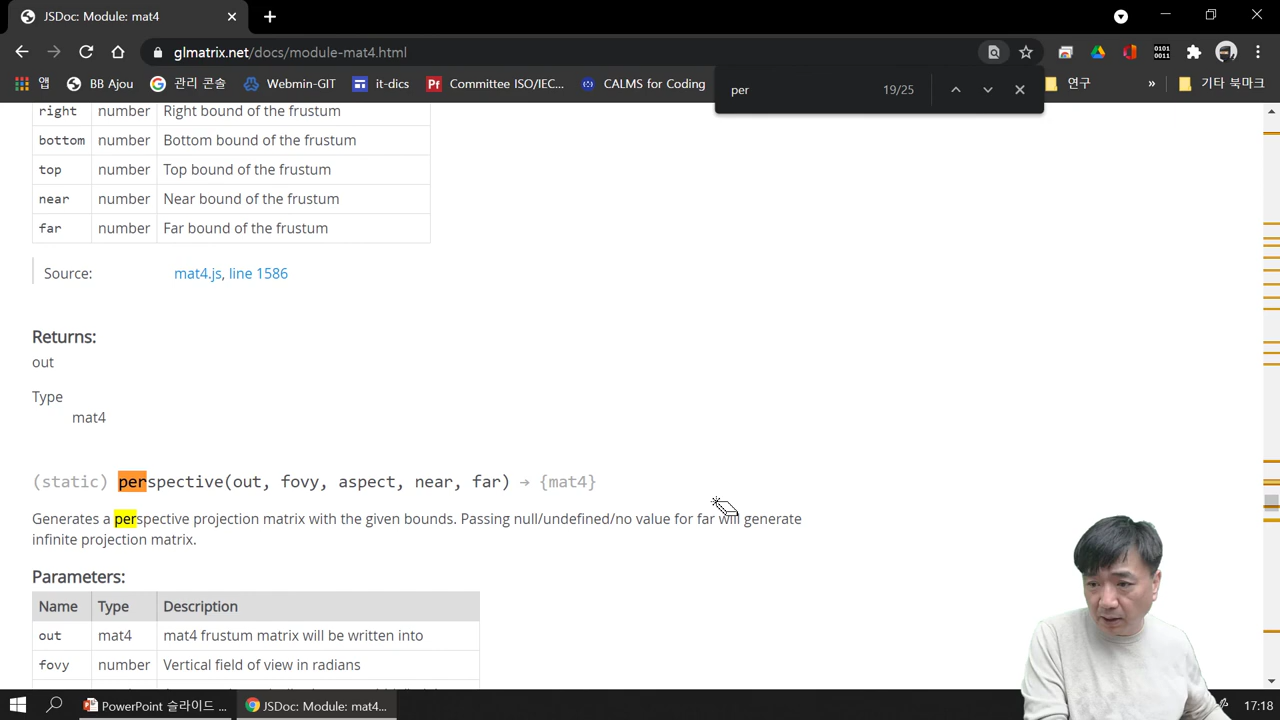 JSDoc: Module: mat4
glmatrix.net/docs/module-mat4.html
앱 BB Ajou 관리 콘솔 Webmin-GIT it-dics Committee ISO/IEC... CALMS for Coding 연구 » 기타 북마크
per 19/25
right number Right bound of the frustum
bottom number Bottom bound of the frustum
top number Top bound of the frustum
near number Near bound of the frustum
far number Far bound of the frustum
Source: mat4.js, line 1586
Returns:
out
Type
mat4
(static) perspective(out, fovy, aspect, near, far) → {mat4}
Generates a perspective projection matrix with the given bounds. Passing null/undefined/no value for far will generate
infinite projection matrix.
Parameters:
Name Type Description
out mat4 mat4 frustum matrix will be written into
fovy number Vertical field of view in radians
PowerPoint 슬라이드 ... JSDoc: Module: mat4... 17:18